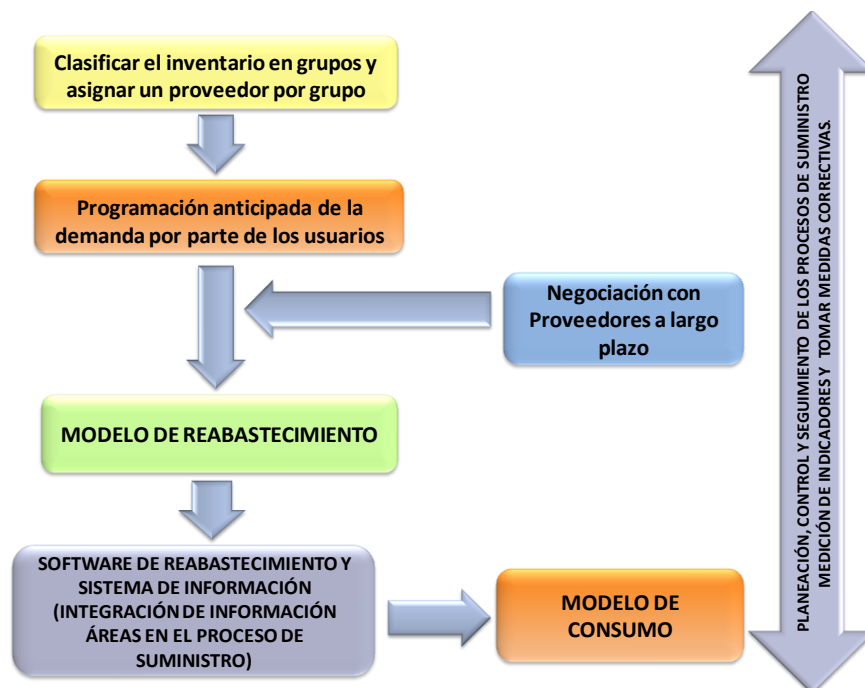 Clasificar el inventario en grupos y
asignar un proveedor por grupo
Programación anticipada de la
demanda por parte de los usuarios
Negociación con
Proveedores a largo
plazo
MODELO DE REABASTECIMIENTO
SOFTWARE DE REABASTECIMIENTO Y
SISTEMA DE INFORMACIÓN
(INTEGRACIÓN DE INFORMACIÓN
ÁREAS EN EL PROCESO DE
SUMINISTRO)
MODELO DE
CONSUMO
PLANEACIÓN, CONTROL Y SEGUIMIENTO DE LOS PROCESOS DE SUMINISTRO
MEDICIÓN DE INDICADORES Y TOMAR MEDIDAS CORRECTIVAS.